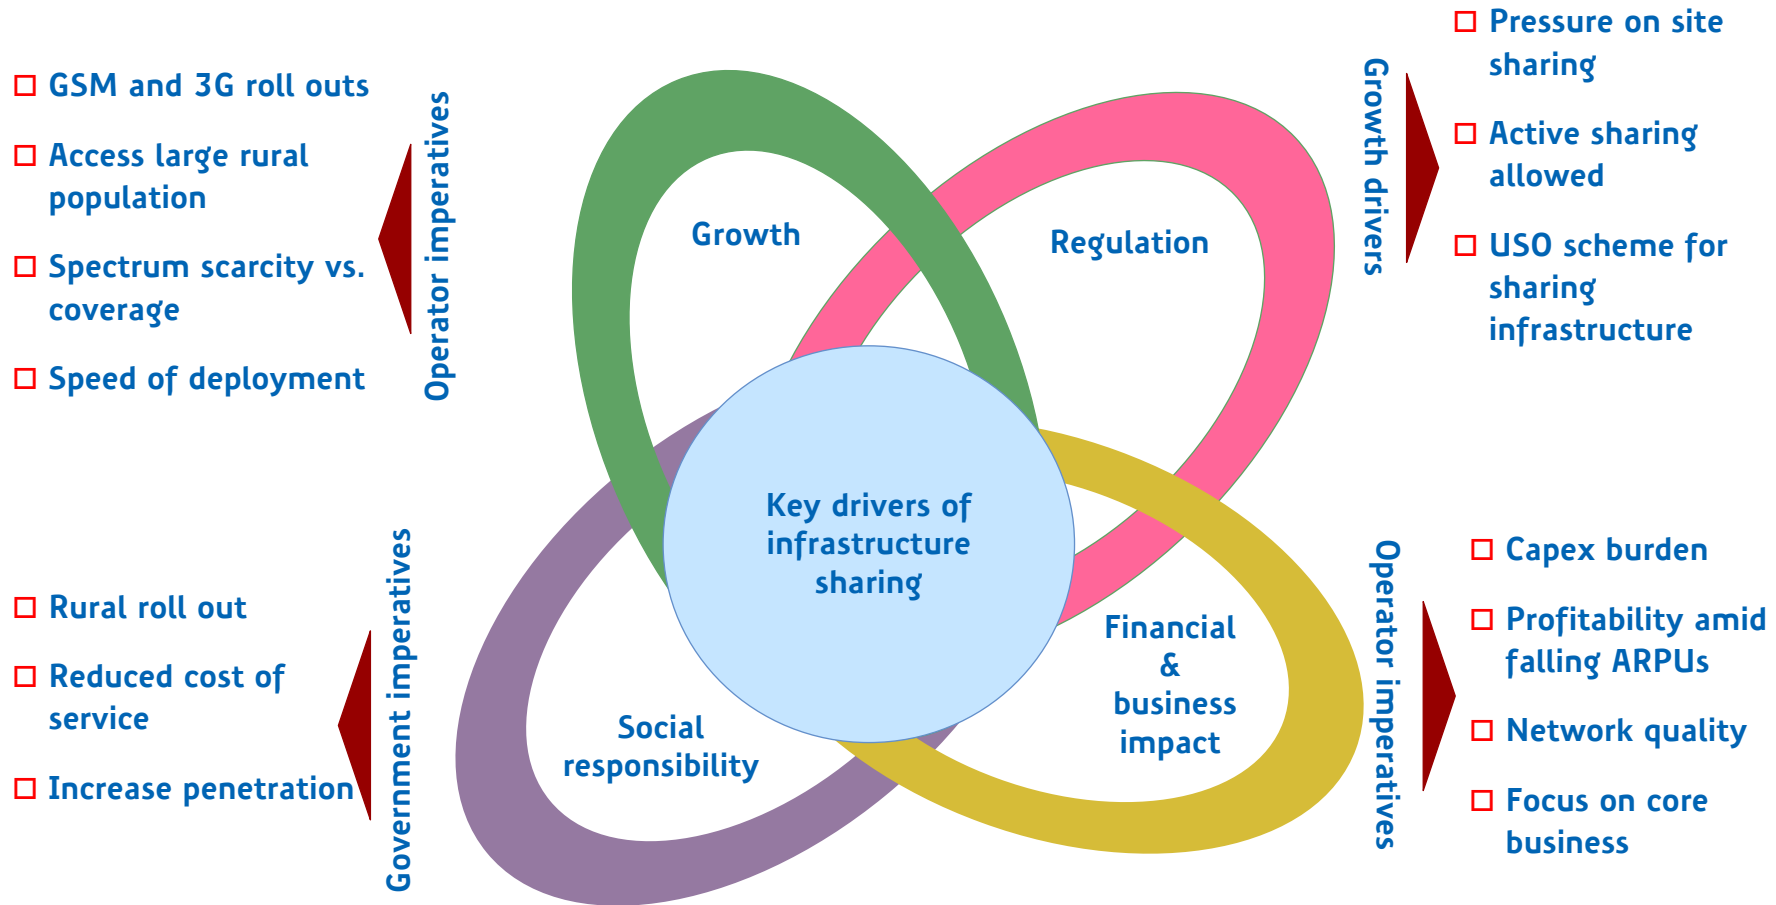 GSM and 3G roll outs
Access large rural
population
Spectrum scarcity vs.
coverage
Speed of deployment
Operator imperatives
Growth
Regulation
Growth drivers
Pressure on site
sharing
Active sharing
allowed
USO scheme for
sharing
infrastructure
Key drivers of
infrastructure
sharing
Rural roll out
Reduced cost of
service
Increase penetration
Government imperatives
Social
responsibility
Financial
&
business
impact
Operator imperatives
Capex burden
Profitability amid
falling ARPUs
Network quality
Focus on core
business